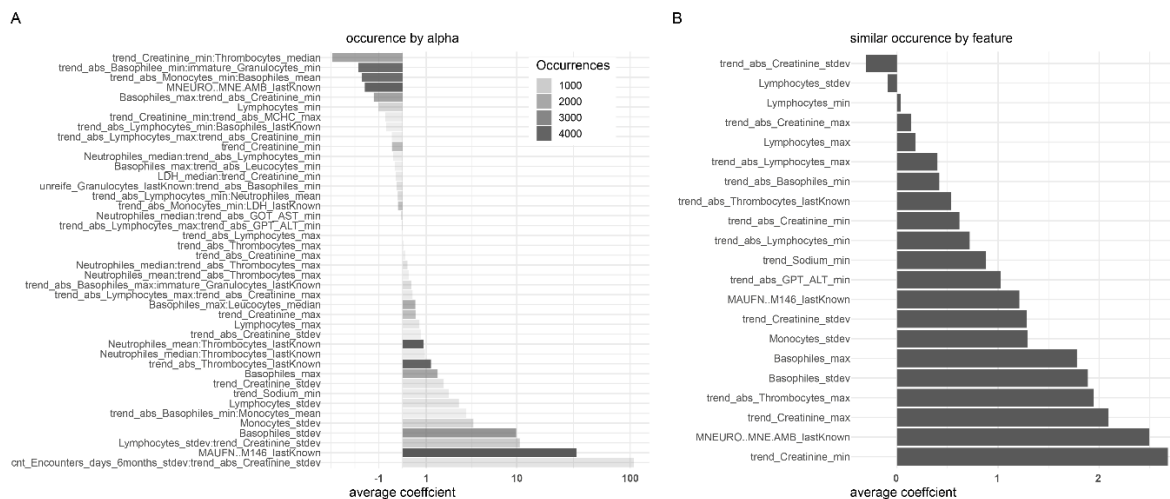 A
occurence by alpha
trend_Creatinine_min:Thrombocytes_median
trend_abs_Basophilee_min:immature_Granulocytes_min
trend_abs_Monocytes_min:Basophiles_mean
MNEURO..MNE.AMB_lastKnown
Basophiles_max:trend_abs_Creatinine_min
Lymphocytes_min
trend_Creatinine_min:trend_abs_MCHC_max
trend_abs_Lymphocytes_min:Basophiles_lastKnown
trend_abs_Lymphocytes_max:trend_abs_Creatinine_min
trend_Creatinine_min
Neutrophiles_median:trend_abs_Lymphocytes_min
Basophiles_max:trend_abs_Leucocytes_min
LDH_median:trend_Creatinine_min
unreife_Granulocytes_lastKnown:trend_abs_Basophiles_min
trend_abs_Lymphocytes_min:Neutrophiles_mean
trend_abs_Monocytes_min:LDH_lastKnown
Neutrophiles_median:trend_abs_GOT_AST_min
trend_abs_Lymphocytes_max:trend_abs_GPT_ALT_min
trend_abs_Lymphocytes_max
trend_abs_Thrombocytes_max
trend_abs_Creatinine_max
Neutrophiles_median:trend_abs_Thrombocytes_max
Neutrophiles_mean:trend_abs_Thrombocytes_max
trend_abs_Basophiles_max:immature_Granulocytes_lastKnown
trend_abs_Lymphocytes_max:trend_abs_Creatinine_max
Basophiles_max:Leucocytes_median
trend_Creatinine_max
Lymphocytes_max
trend_abs_Creatinine_stdev
Neutrophiles_mean:Thrombocytes_lastKnown
Neutrophiles_median:Thrombocytes_lastKnown
trend_abs_Thrombocytes_lastKnown
Basophiles_max
trend_Creatinine_stdev
trend_Sodium_min
Lymphocytes_stdev
trend_abs_Basophiles_min:Monocytes_mean
Monocytes_stdev
Basophiles_stdev
Lymphocytes_stdev:trend_Creatinine_stdev
MAUFN..M146_lastKnown
cnt_Encounters_days_6months_stdev:trend_abs_Creatinine_stdev
-1 1 10 100
average coeffcient
Occurrences
1000
2000
3000
4000
B
similar occurence by feature
trend_abs_Creatinine_stdev
Lymphocytes_stdev
Lymphocytes_min
trend_abs_Creatinine_max
Lymphocytes_max
trend_abs_Lymphocytes_max
trend_abs_Basophiles_min
trend_abs_Thrombocytes_lastKnown
trend_abs_Creatinine_min
trend_abs_Lymphocytes_min
trend_Sodium_min
trend_abs_GPT_ALT_min
MAUFN..M146_lastKnown
trend_Creatinine_stdev
Monocytes_stdev
Basophiles_max
Basophiles_stdev
trend_abs_Thrombocytes_max
trend_Creatinine_max
MNEURO..MNE.AMB_lastKnown
trend_Creatinine_min
0 1 2
average coeffcient